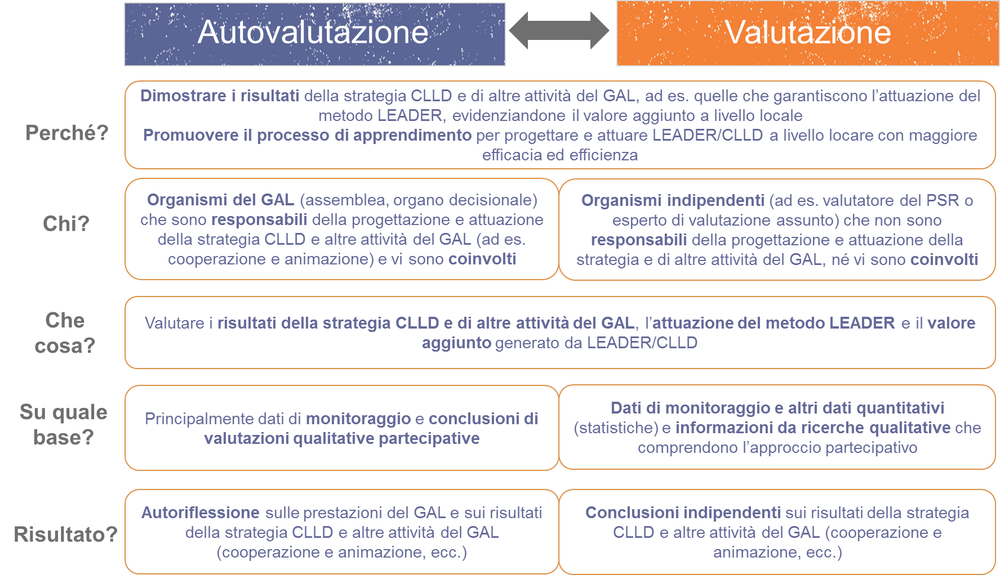 Autovalutazione
Valutazione
Perché?
Dimostrare i risultati della strategia CLLD e di altre attività del GAL, ad es. quelle che garantiscono l’attuazione del
metodo LEADER, evidenziandone il valore aggiunto a livello locale
Promuovere il processo di apprendimento per progettare e attuare LEADER/CLLD a livello locare con maggiore
efficacia ed efficienza
Chi?
Organismi del GAL (assemblea, organo decisionale)
che sono responsabili della progettazione e attuazione
della strategia CLLD e altre attività del GAL (ad es.
cooperazione e animazione) e vi sono coinvolti
Organismi indipendenti (ad es. valutatore del PSR o
esperto di valutazione assunto) che non sono
responsabili della progettazione e attuazione della
strategia e di altre attività del GAL, né vi sono coinvolti
Che
cosa?
Valutare i risultati della strategia CLLD e di altre attività del GAL, l’attuazione del metodo LEADER e il valore
aggiunto generato da LEADER/CLLD
Su quale
base?
Principalmente dati di monitoraggio e conclusioni di
valutazioni qualitative partecipative
Dati di monitoraggio e altri dati quantitativi
(statistiche) e informazioni da ricerche qualitative che
comprendono l’approccio partecipativo
Risultato?
Autoriflessione sulle prestazioni del GAL e sui risultati
della strategia CLLD e altre attività del GAL
(cooperazione e animazione, ecc.)
Conclusioni indipendenti sui risultati della strategia
CLLD e altre attività del GAL (cooperazione e
animazione, ecc.)